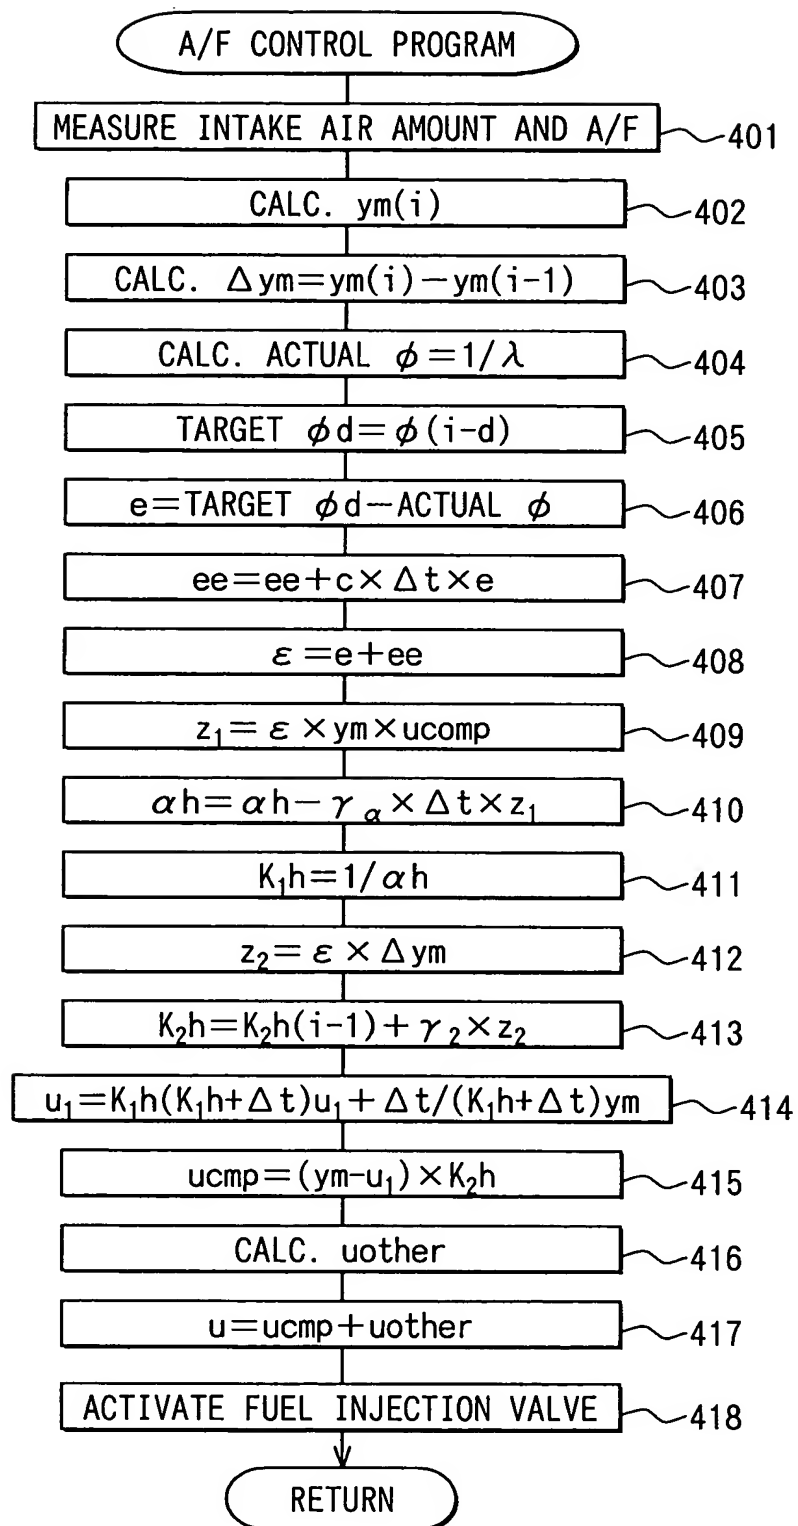 A/F CONTROL PROGRAM
MEASURE INTAKE AIR AMOUNT AND A/F 401
CALC. ym(i) 402
CALC. Δym=ym(i)−ym(i-1) 403
CALC. ACTUAL ϕ=1/λ 404
TARGET ϕd=ϕ(i-d) 405
e=TARGET ϕd−ACTUAL ϕ 406
ee=ee+c×Δt×e 407
ε=e+ee 408
z₁=ε×ym×ucomp 409
αh=αh−γ_α×Δt×z₁ 410
K₁h=1/αh 411
z₂=ε×Δym 412
K₂h=K₂h(i-1)+γ₂×z₂ 413
u₁=K₁h(K₁h+Δt)u₁+Δt/(K₁h+Δt)ym 414
ucmp=(ym-u₁)×K₂h 415
CALC. uother 416
u=ucmp+uother 417
ACTIVATE FUEL INJECTION VALVE 418
RETURN